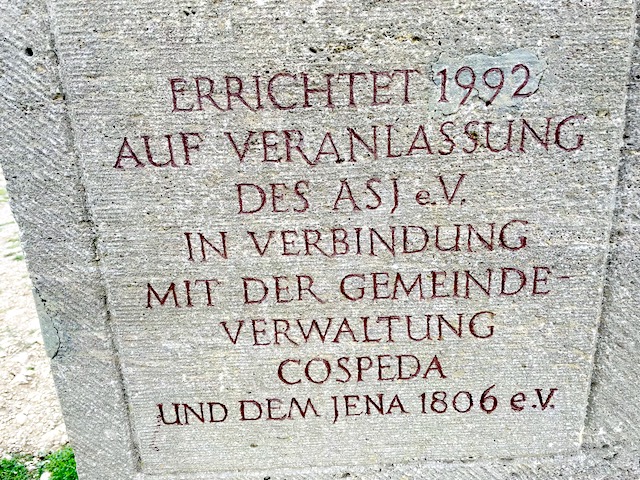 ERRICHTET 1992
AUF VERANLASSUNG
DES ASJ e.V.
IN VERBINDUNG
MIT DER GEMEINDE-
VERWALTUNG
COSPEDA
UND DEM JENA 1806 e.V.